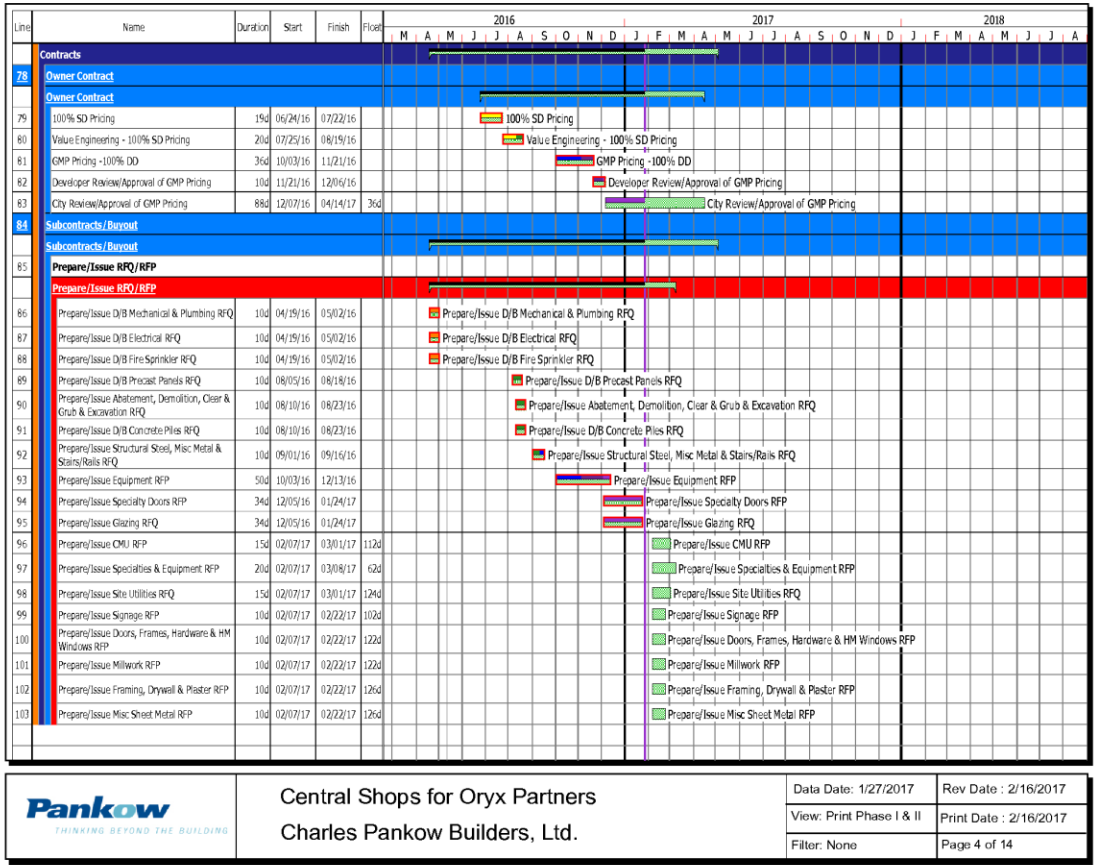 Line Name Duration Start Finish Float 2016 2017 2018
M A M J J A S O N D J F M A M J J A S O N D J F M A M J J A
Contracts
78 Owner Contract
Owner Contract
79 100% SD Pricing 19d 06/24/16 07/22/16 100% SD Pricing
80 Value Engineering - 100% SD Pricing 20d 07/25/16 08/19/16 Value Engineering - 100% SD Pricing
81 GMP Pricing -100% DD 36d 10/03/16 11/21/16 GMP Pricing -100% DD
82 Developer Review/Approval of GMP Pricing 10d 11/21/16 12/06/16 Developer Review/Approval of GMP Pricing
83 City Review/Approval of GMP Pricing 88d 12/07/16 04/14/17 36d City Review/Approval of GMP Pricing
84 Subcontracts/Buyout
Subcontracts/Buyout
85 Prepare/Issue RFQ/RFP
Prepare/Issue RFQ/RFP
86 Prepare/Issue D/B Mechanical & Plumbing RFQ 10d 04/19/16 05/02/16 Prepare/Issue D/B Mechanical & Plumbing RFQ
87 Prepare/Issue D/B Electrical RFQ 10d 04/19/16 05/02/16 Prepare/Issue D/B Electrical RFQ
88 Prepare/Issue D/B Fire Sprinkler RFQ 10d 04/19/16 05/02/16 Prepare/Issue D/B Fire Sprinkler RFQ
89 Prepare/Issue D/B Precast Panels RFQ 10d 08/05/16 08/18/16 Prepare/Issue D/B Precast Panels RFQ
90 Prepare/Issue Abatement, Demolition, Clear &
Grub & Excavation RFQ 10d 08/10/16 08/23/16 Prepare/Issue Abatement, Demolition, Clear & Grub & Excavation RFQ
91 Prepare/Issue D/B Concrete Piles RFQ 10d 08/10/16 08/23/16 Prepare/Issue D/B Concrete Piles RFQ
92 Prepare/Issue Structural Steel, Misc Metal &
Stairs/Rails RFQ 10d 09/01/16 09/16/16 Prepare/Issue Structural Steel, Misc Metal & Stairs/Rails RFQ
93 Prepare/Issue Equipment RFP 50d 10/03/16 12/13/16 Prepare/Issue Equipment RFP
94 Prepare/Issue Specialty Doors RFP 34d 12/05/16 01/24/17 Prepare/Issue Specialty Doors RFP
95 Prepare/Issue Glazing RFQ 34d 12/05/16 01/24/17 Prepare/Issue Glazing RFQ
96 Prepare/Issue CMU RFP 15d 02/07/17 03/01/17 112d Prepare/Issue CMU RFP
97 Prepare/Issue Specialties & Equipment RFP 20d 02/07/17 03/08/17 62d Prepare/Issue Specialties & Equipment RFP
98 Prepare/Issue Site Utilities RFQ 15d 02/07/17 03/01/17 124d Prepare/Issue Site Utilities RFQ
99 Prepare/Issue Signage RFP 10d 02/07/17 02/22/17 102d Prepare/Issue Signage RFP
100 Prepare/Issue Doors, Frames, Hardware & HM
Windows RFP 10d 02/07/17 02/22/17 122d Prepare/Issue Doors, Frames, Hardware & HM Windows RFP
101 Prepare/Issue Millwork RFP 10d 02/07/17 02/22/17 122d Prepare/Issue Millwork RFP
102 Prepare/Issue Framing, Drywall & Plaster RFP 10d 02/07/17 02/22/17 126d Prepare/Issue Framing, Drywall & Plaster RFP
103 Prepare/Issue Misc Sheet Metal RFP 10d 02/07/17 02/22/17 126d Prepare/Issue Misc Sheet Metal RFP
Pankow
THINKING BEYOND THE BUILDING
Central Shops for Oryx Partners
Charles Pankow Builders, Ltd.
Data Date: 1/27/2017 Rev Date : 2/16/2017
View: Print Phase I & II Print Date : 2/16/2017
Filter: None Page 4 of 14